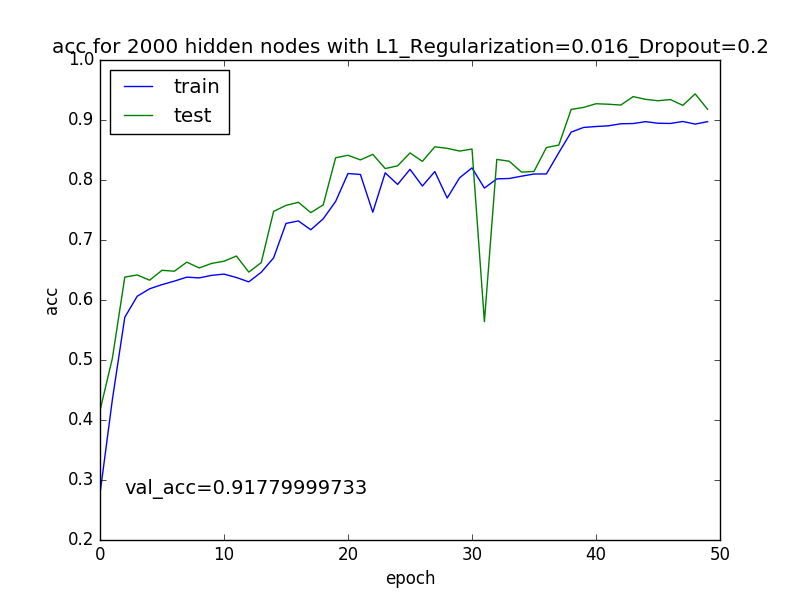 acc for 2000 hidden nodes with L1_Regularization=0.016_Dropout=0.2
1.0
train
test
0.9
0.8
0.7
0.6
acc
0.5
0.4
0.3
val_acc=0.91779999733
0.2
0 10 20 30 40 50
epoch